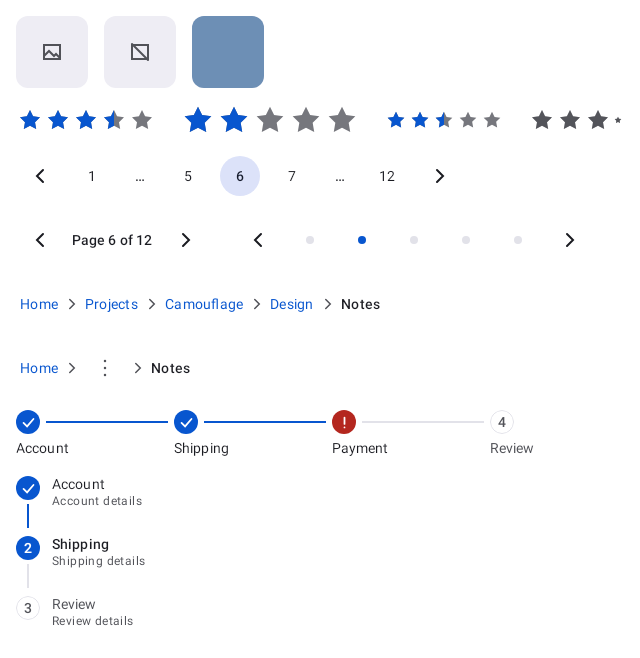 1 … 5 6 7 … 12
Page 6 of 12
Home Projects Camouflage Design Notes
Home Notes
4
Account Shipping Payment Review
Account
Account details
2 Shipping
Shipping details
3 Review
Review details